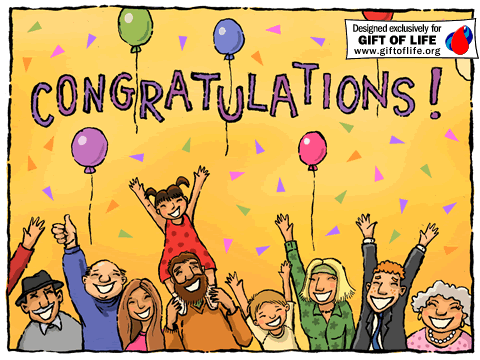 Designed exclusively for
GIFT OF LIFE
www.giftoflife.org
CONGRATULATIONS!